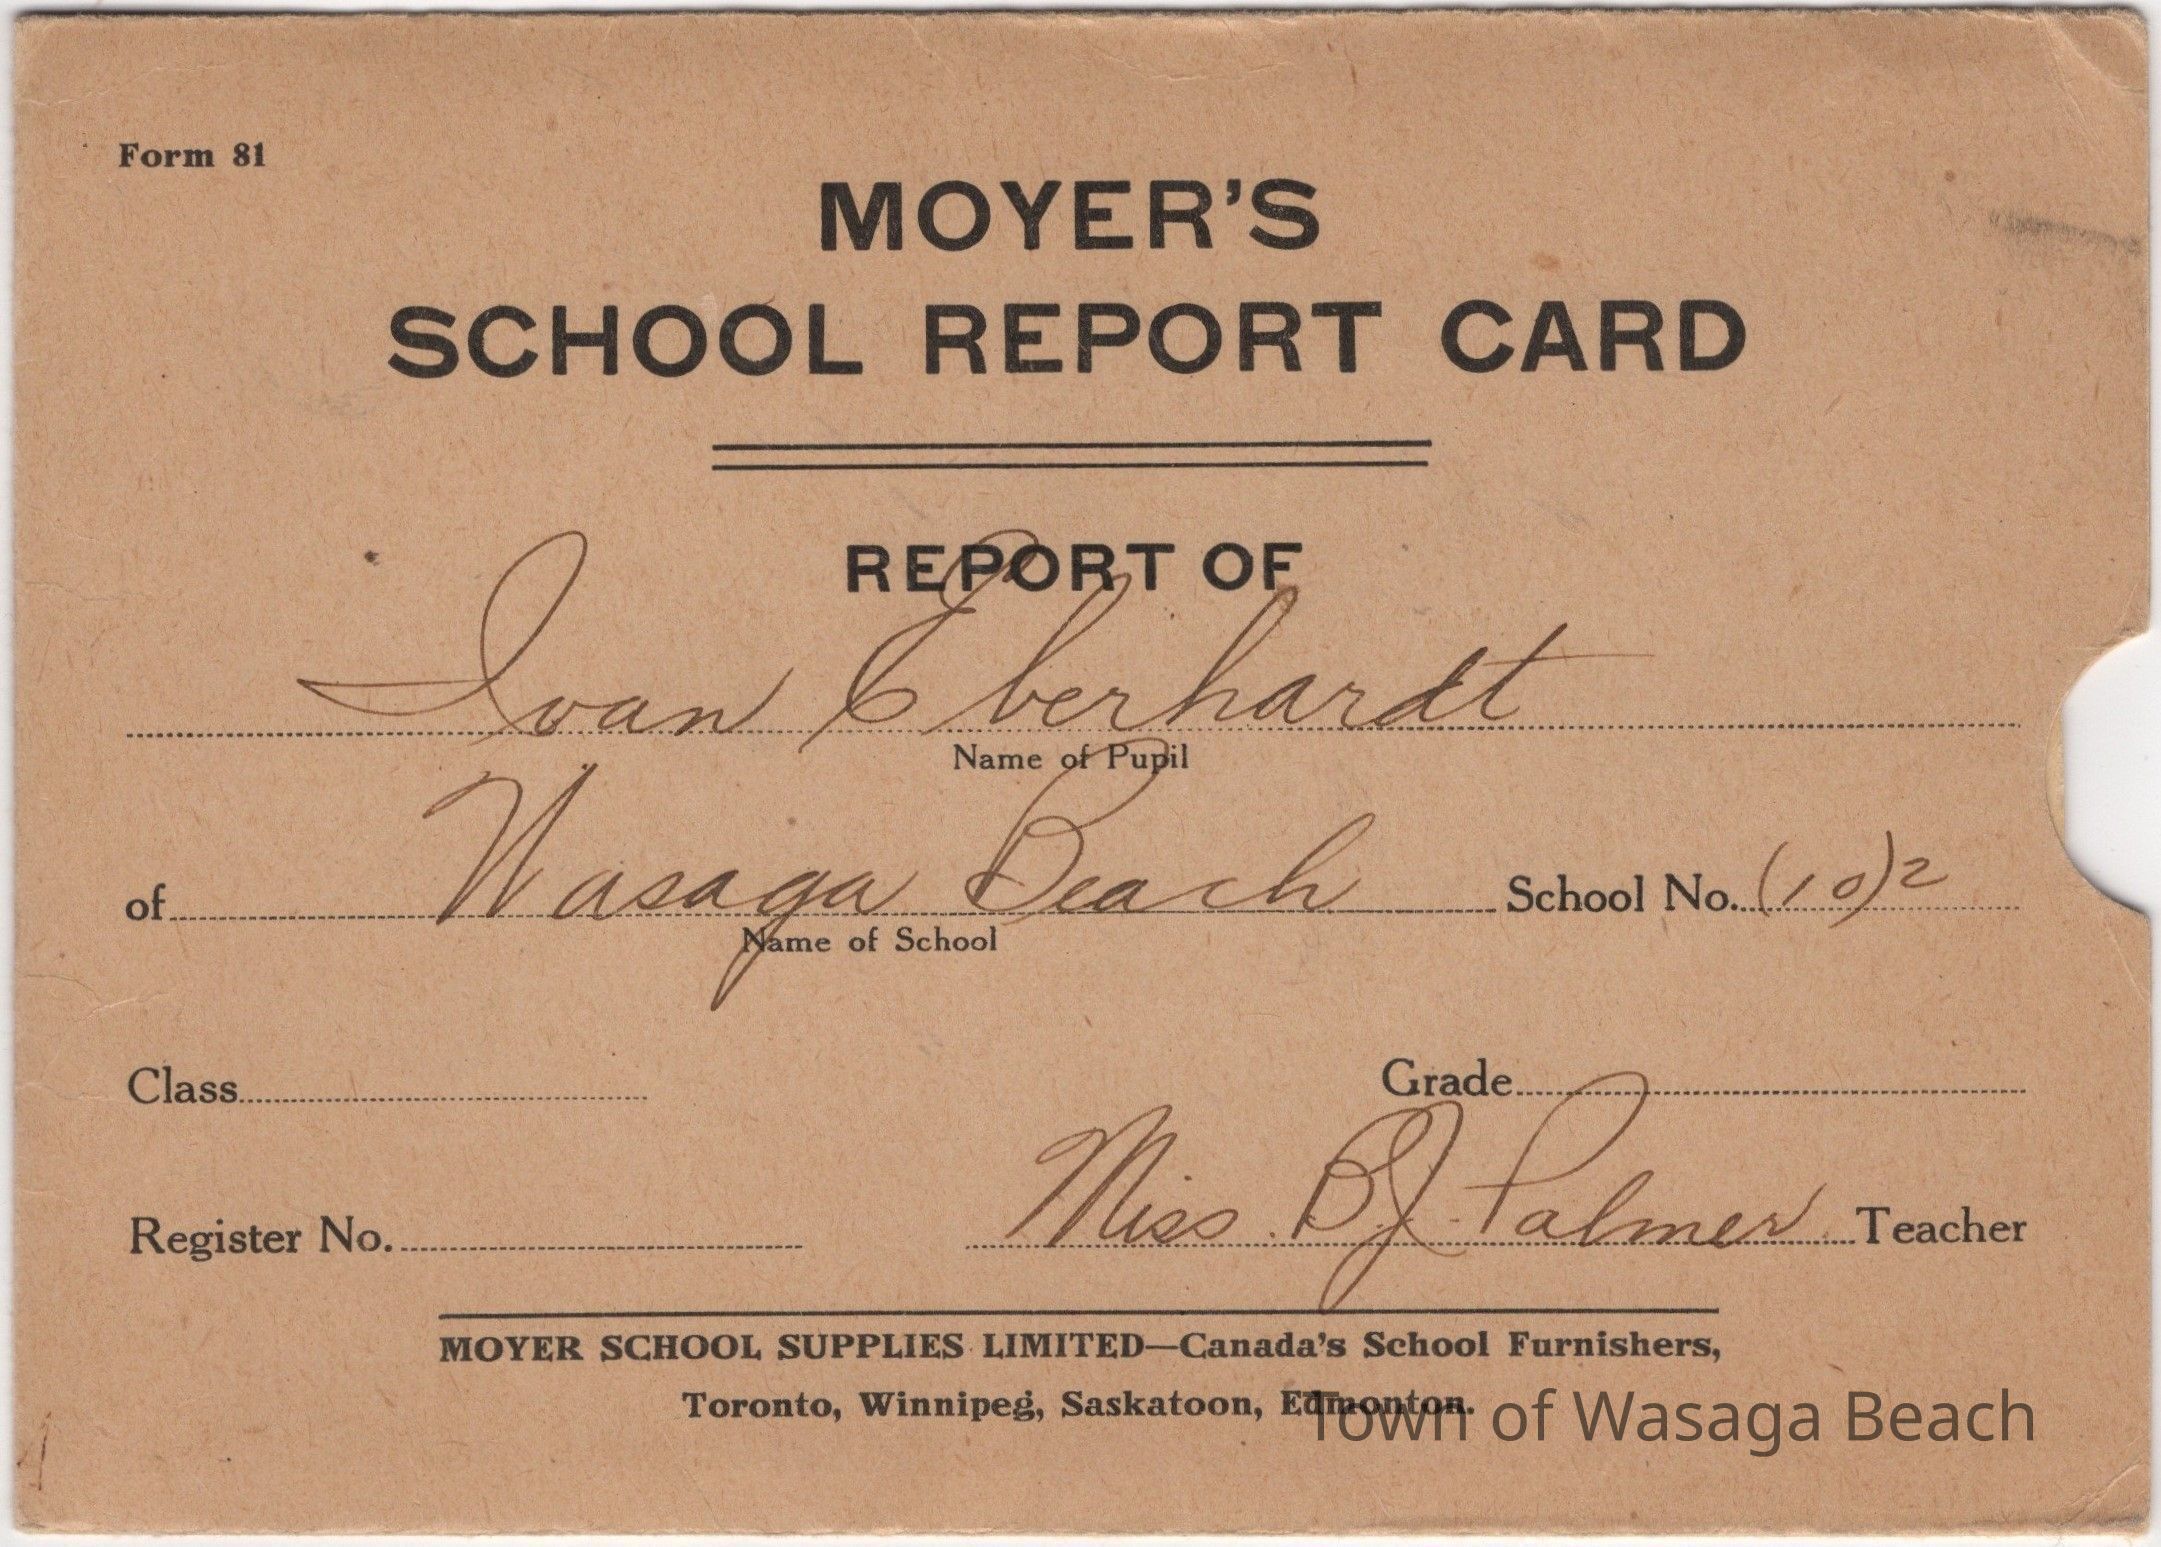 Form 81
MOYER'S
SCHOOL REPORT CARD
REPORT OF
Ivan Eberhardt
Name of Pupil
of Wasaga Beach School No. (10)2
Name of School
Class Grade
Register No. Miss B.J. Palmer Teacher
MOYER SCHOOL SUPPLIES LIMITED—Canada's School Furnishers,
Toronto, Winnipeg, Saskatoon, Edmonton.
Town of Wasaga Beach